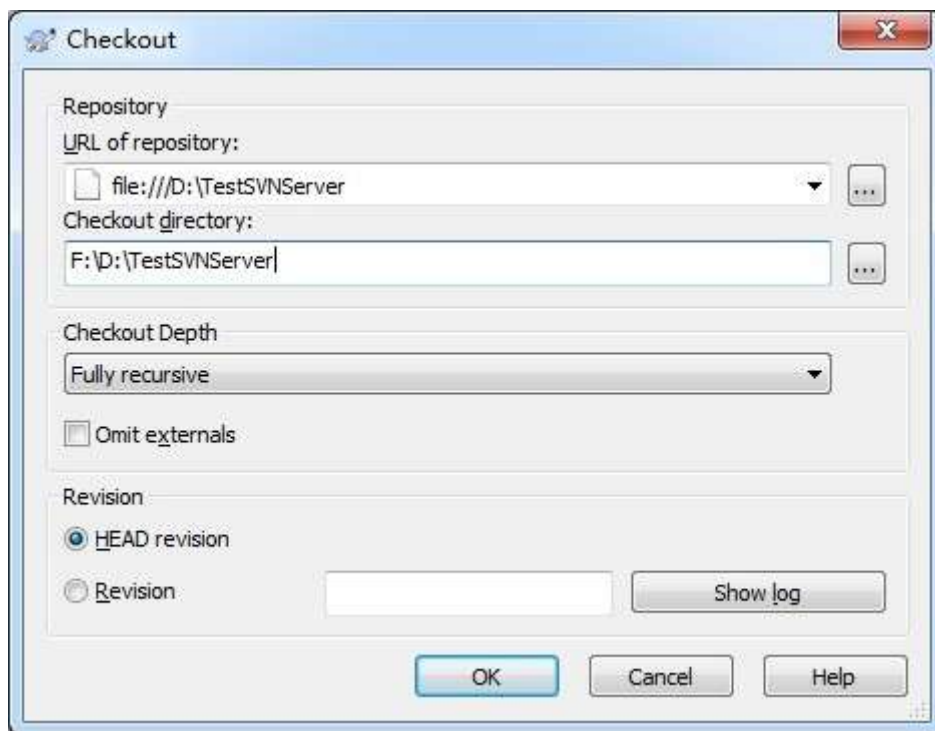 Checkout
Repository
URL of repository:
file:///D:\TestSVNServer
...
Checkout directory:
F:\D:\TestSVNServer
...
Checkout Depth
Fully recursive
Omit externals
Revision
HEAD revision
Revision
Show log
OK
Cancel
Help